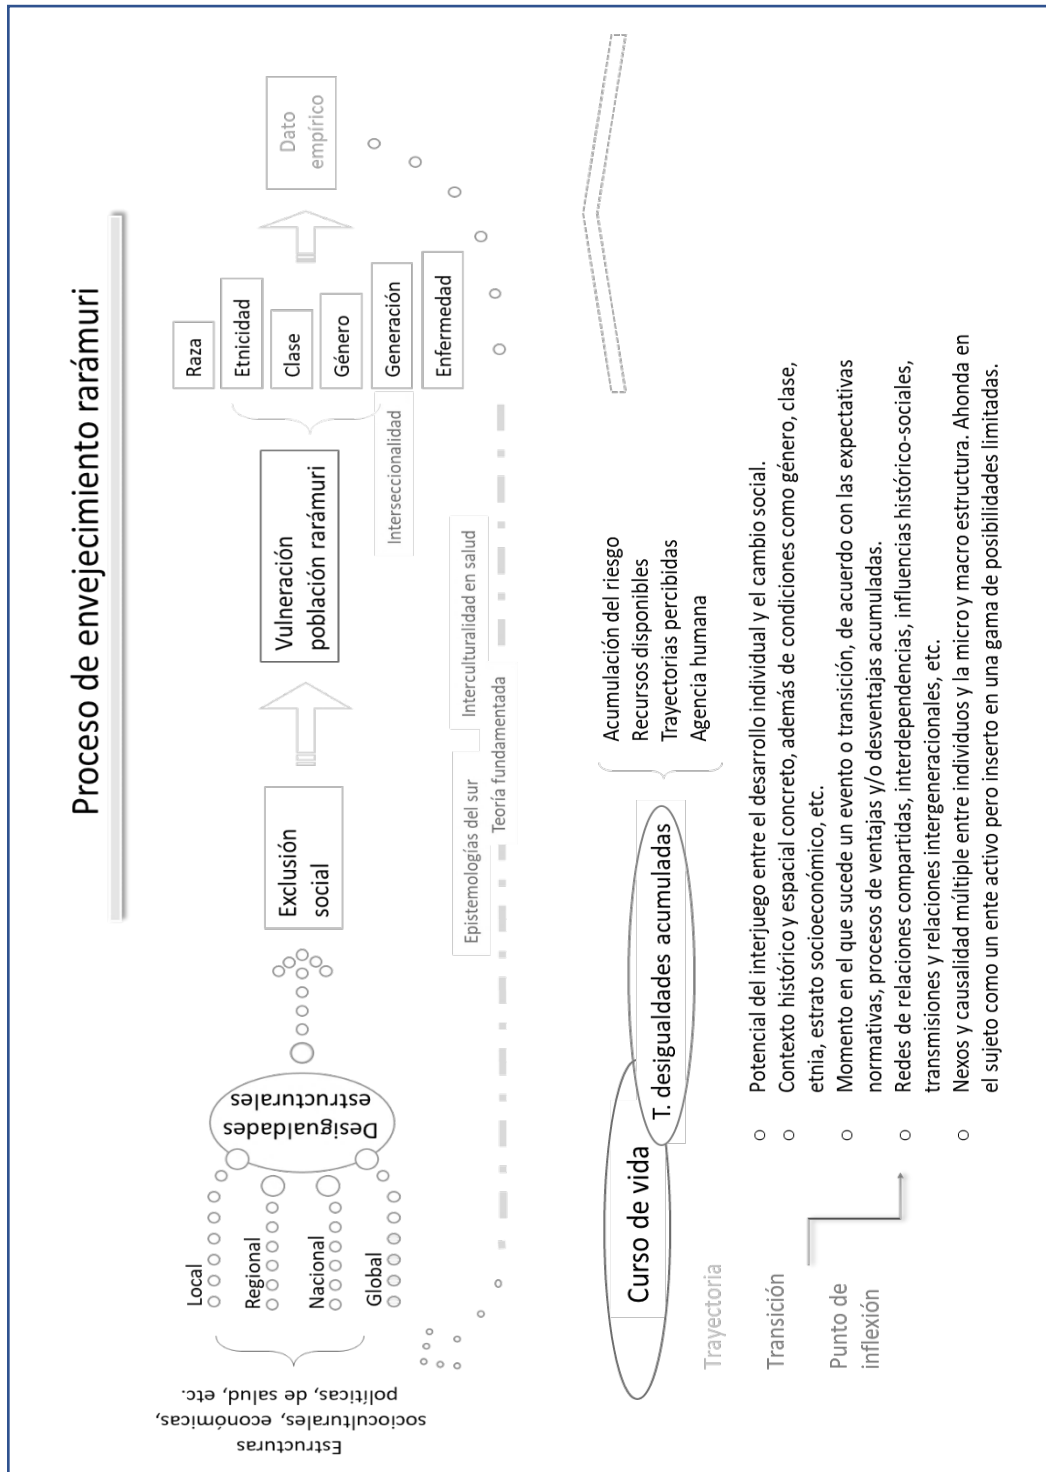 Proceso de envejecimiento rarámuri
Estructuras
socioculturales, económicas,
políticas, de salud, etc.
Local
Regional
Nacional
Global
Desigualdades
estructurales
Exclusión
social
Vulneración
población rarámuri
Raza
Etnicidad
Clase
Género
Generación
Enfermedad
Dato
empírico
Interseccionalidad
Epistemologías del sur
Interculturalidad en salud
Teoría fundamentada
Curso de vida
T. desigualdades acumuladas
Acumulación del riesgo
Recursos disponibles
Trayectorias percibidas
Agencia humana
Trayectoria
Transición
Punto de
inflexión
○ Potencial del interjuego entre el desarrollo individual y el cambio social.
○ Contexto histórico y espacial concreto, además de condiciones como género, clase,
etnia, estrato socioeconómico, etc.
○ Momento en el que sucede un evento o transición, de acuerdo con las expectativas
normativas, procesos de ventajas y/o desventajas acumuladas.
○ Redes de relaciones compartidas, interdependencias, influencias histórico-sociales,
transmisiones y relaciones intergeneracionales, etc.
○ Nexos y causalidad múltiple entre individuos y la micro y macro estructura. Ahonda en
el sujeto como un ente activo pero inserto en una gama de posibilidades limitadas.